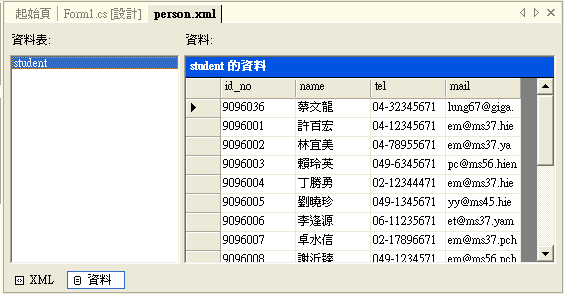 起始頁 Form1.cs [設計] person.xml
資料表:
student
資料:
student 的資料
id_no name tel mail
9096036 蔡文龍 04-32345671 lung67@giga.
9096001 許百宏 04-12345671 em@ms37.hie
9096002 林宜美 04-78955671 em@ms37.ya
9096003 賴玲英 049-6345671 pc@ms56.hien
9096004 丁勝勇 02-12344471 em@ms37.hie
9096005 劉曉珍 049-1345671 yy@ms45.hie
9096006 李逢源 06-11235671 et@ms37.yam
9096007 卓水信 02-17896671 em@ms37.pch
9096008 謝沂臻 049-1234571 em@ms56.pch
XML 資料